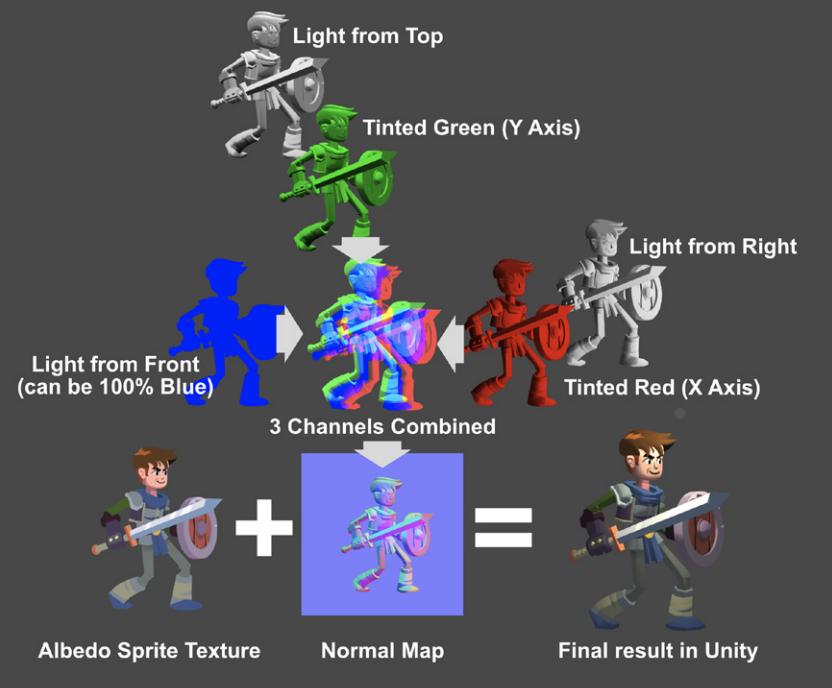 Light from Top
Tinted Green (Y Axis)
Light from Right
Light from Front
(can be 100% Blue)
Tinted Red (X Axis)
3 Channels Combined
Albedo Sprite Texture
Normal Map
Final result in Unity